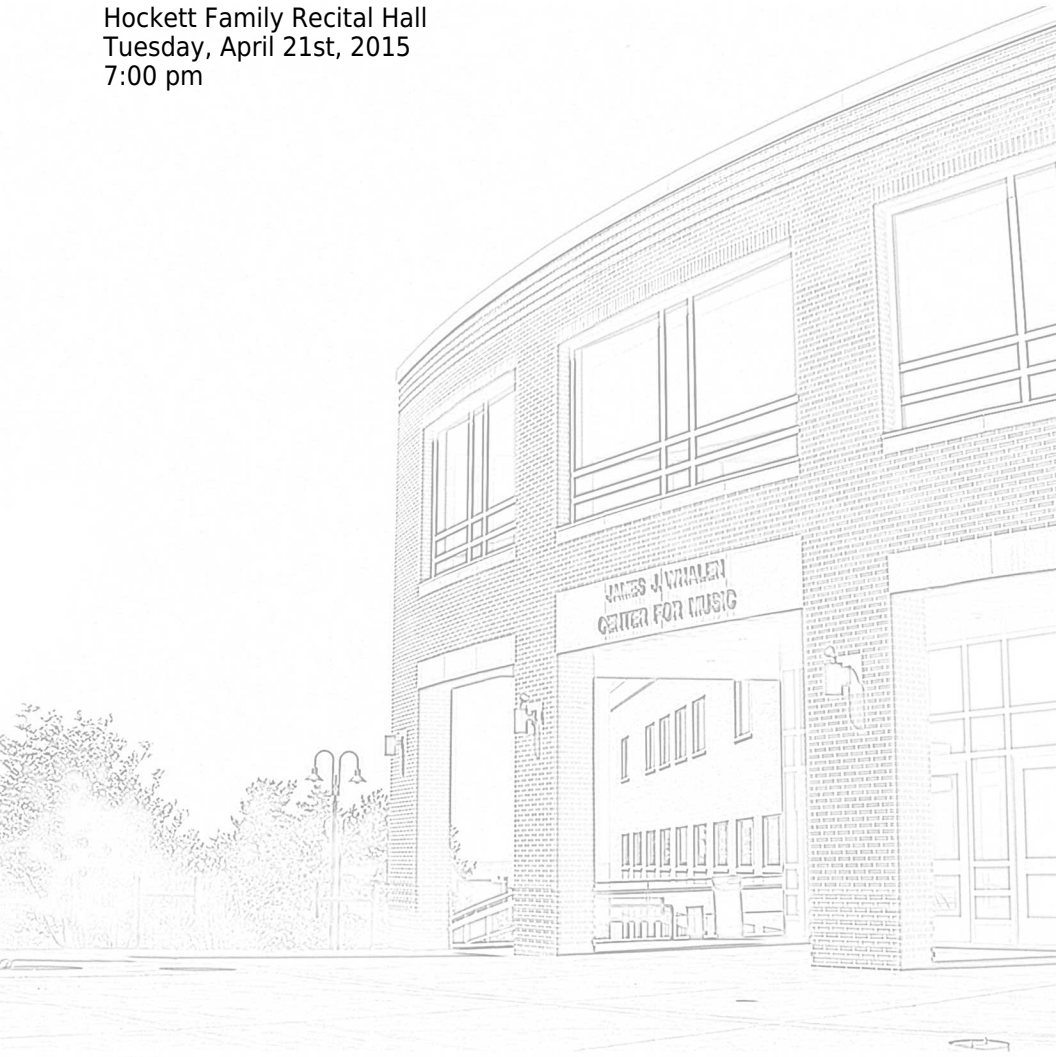 Hockett Family Recital Hall
Tuesday, April 21st, 2015
7:00 pm
JAMES J. WHALEN
CENTER FOR MUSIC